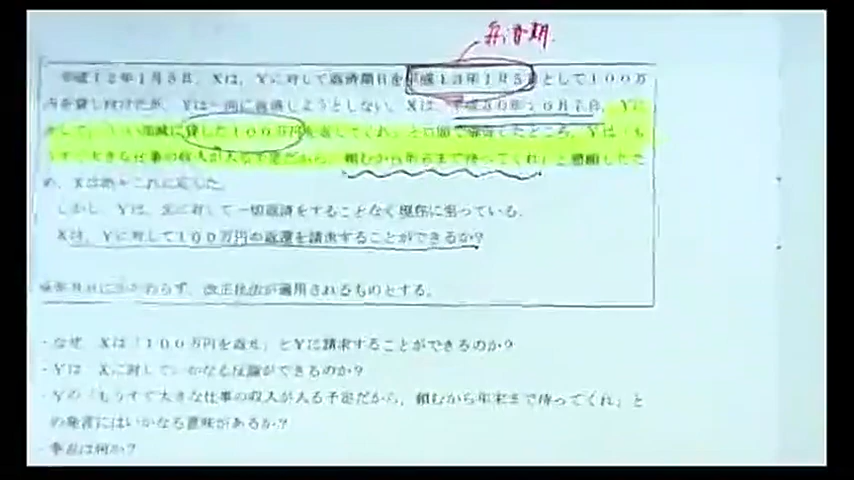 弁済期
平成12年1月5日、Xは、Yに対して返済期日を平成13年1月5日として100万
円を貸し付けたが、Yは一向に返済しようとしない。Xは、平成30年10月7日、Yに
対して「いい加減に貸した100万円を返してくれ」と口頭で催告したところ、Yは「も
うすぐ大きな仕事の収入が入る予定だから、頼むから年末まで待ってくれ」と懇願したた
め、Xは渋々これに応じた。
しかし、Yは、Xに対して一切返済をすることなく現在に至っている。
Xは、Yに対して100万円の返還を請求することができるか?
にかかわらず、改正民法が適用されるものとする。
・なぜ、Xは「100万円を返せ」とYに請求することができるのか?
・Yは、Xに対していかなる反論ができるのか?
・Yの「もうすぐ大きな仕事の収入が入る予定だから、頼むから年末まで待ってくれ」と
の発言にはいかなる意味があるか?
・争点は何か?